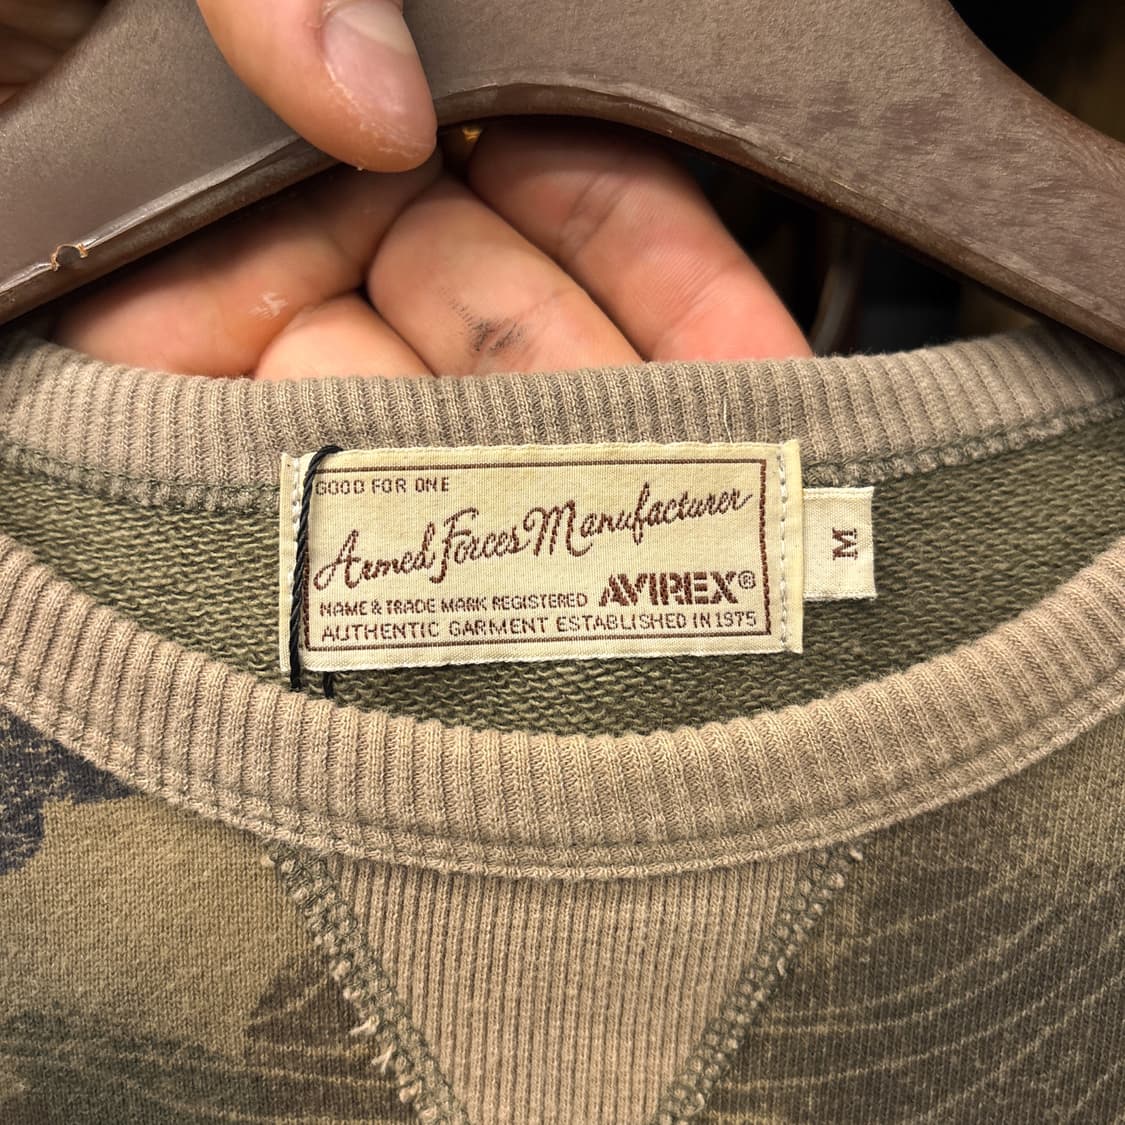 GOOD FOR ONE
Armed Forces Manufacturer
AVIREX®
NAME & TRADE MARK REGISTERED
AUTHENTIC GARMENT ESTABLISHED IN 1975
M